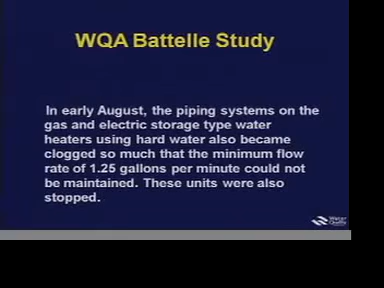 WQA Battelle Study
In early August, the piping systems on the
gas and electric storage type water
heaters using hard water also became
clogged so much that the minimum flow
rate of 1.25 gallons per minute could not
be maintained. These units were also
stopped.
Water
Quality